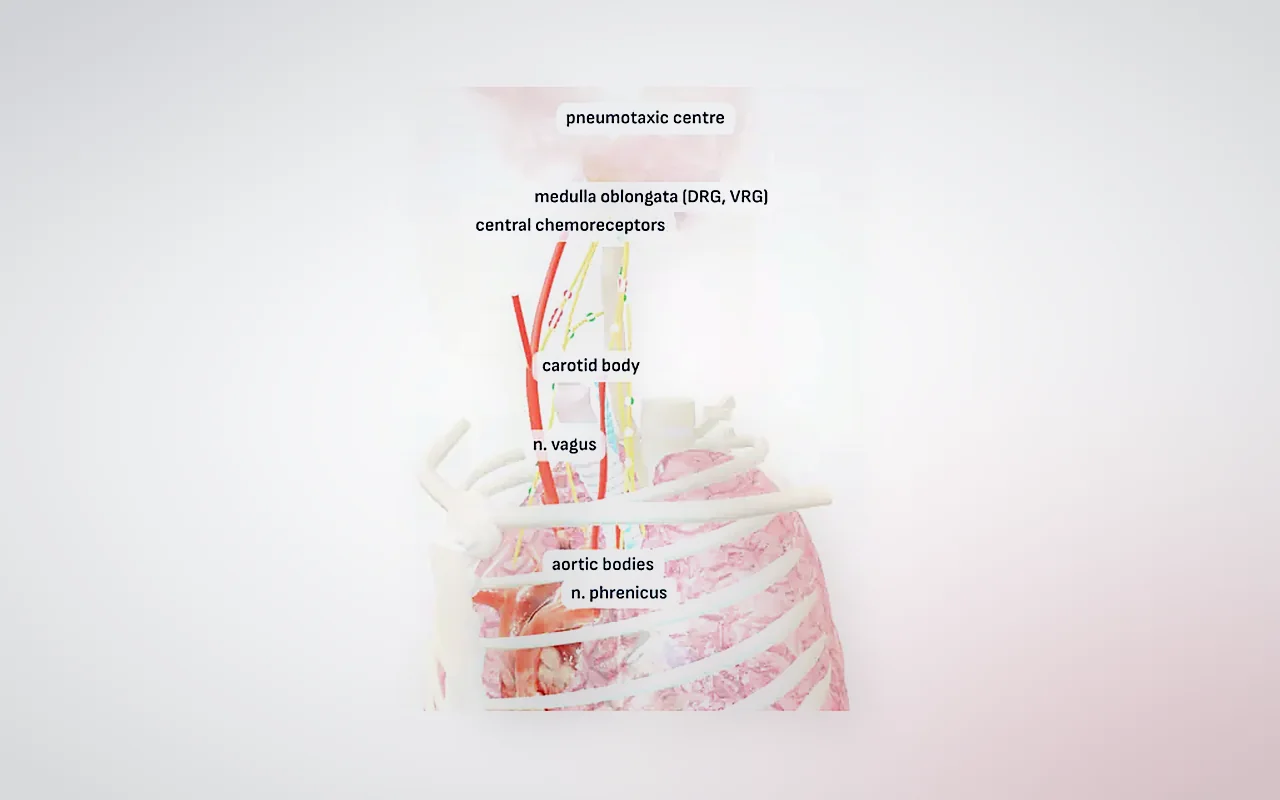 pneumotaxic centre
medulla oblongata (DRG, VRG)
central chemoreceptors
carotid body
n. vagus
aortic bodies
n. phrenicus